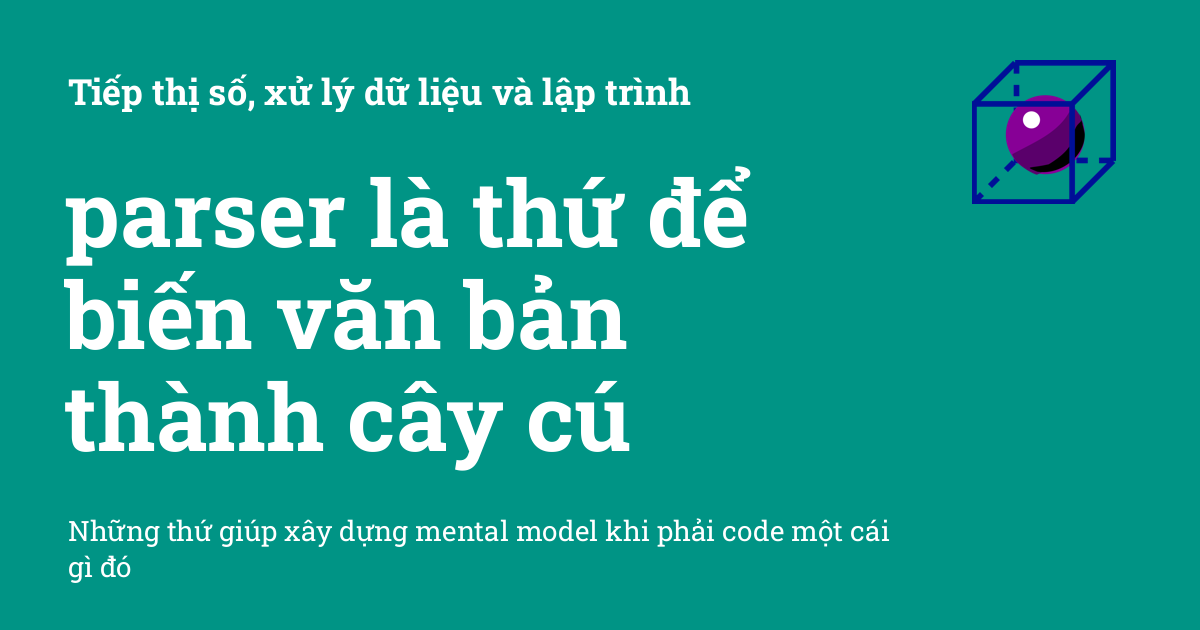 Tiếp thị số, xử lý dữ liệu và lập trình
parser là thứ để
biến văn bản
thành cây cú
Những thứ giúp xây dựng mental model khi phải code một cái
gì đó